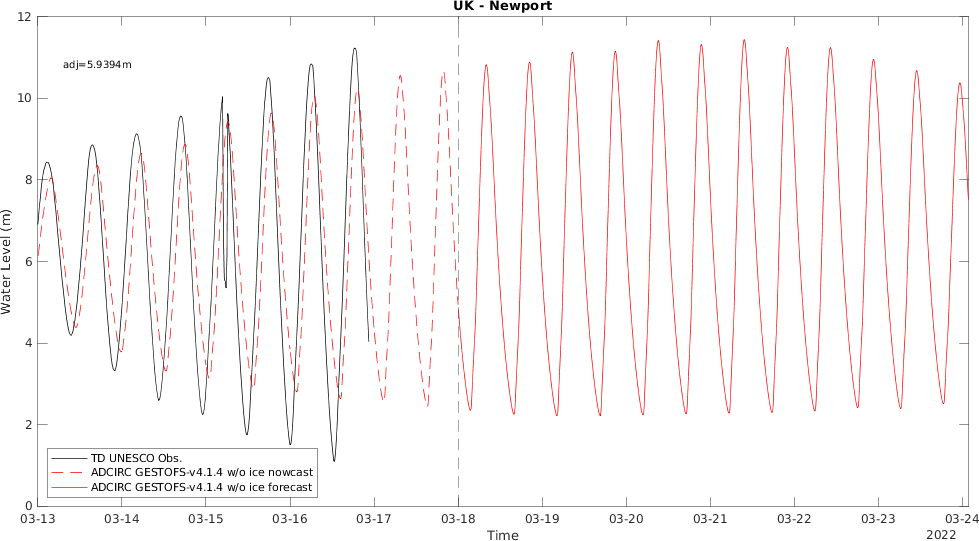 UK - Newport
adj=5.9394m
12
10
8
6
4
2
0
Water Level (m)
TD UNESCO Obs.
ADCIRC GESTOFS-v4.1.4 w/o ice nowcast
ADCIRC GESTOFS-v4.1.4 w/o ice forecast
03-13 03-14 03-15 03-16 03-17 03-18 03-19 03-20 03-21 03-22 03-23 03-24
Time
2022